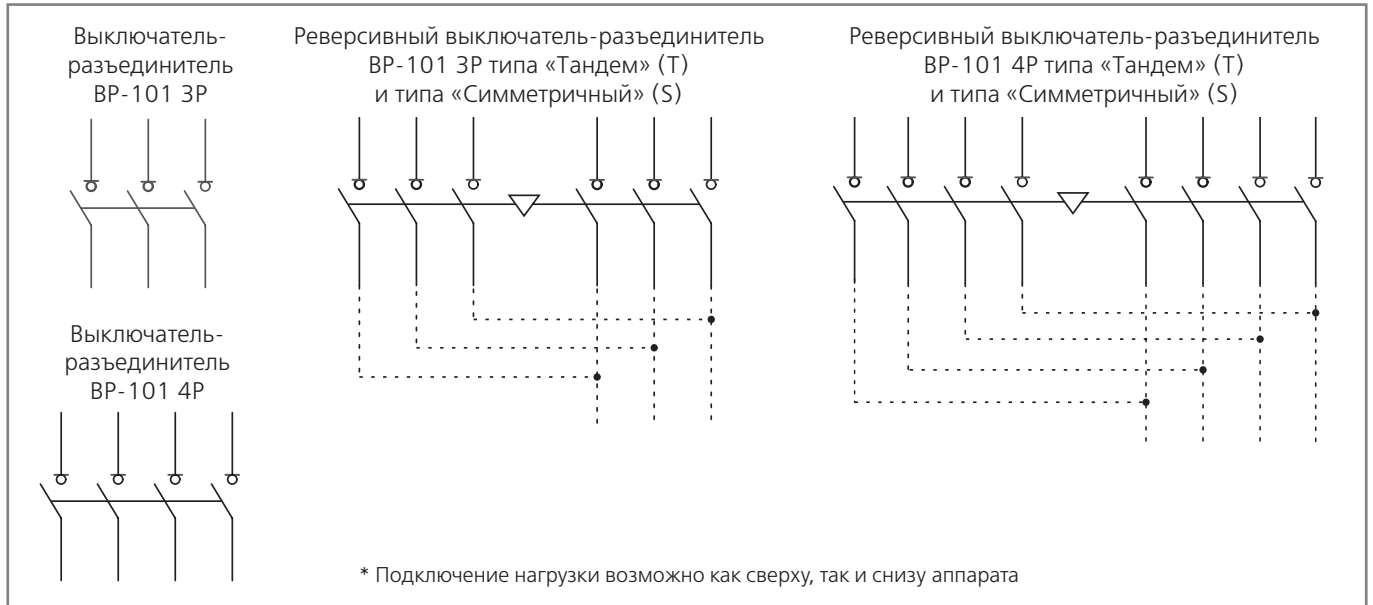 Выключатель-
разъединитель
ВР-101 3Р
Реверсивный выключатель-разъединитель
ВР-101 3Р типа «Тандем» (Т)
и типа «Симметричный» (S)
Реверсивный выключатель-разъединитель
ВР-101 4Р типа «Тандем» (Т)
и типа «Симметричный» (S)
Выключатель-
разъединитель
ВР-101 4Р
* Подключение нагрузки возможно как сверху, так и снизу аппарата